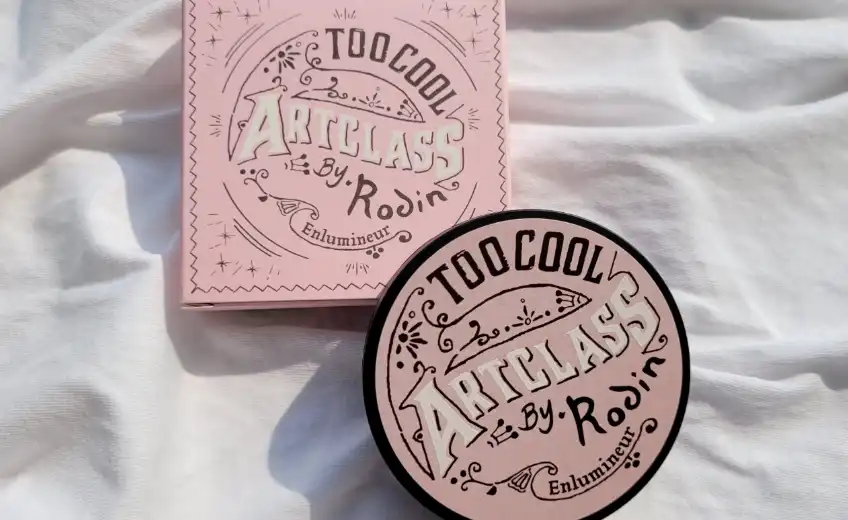 TOO COOL
ARTCLASS
By. Rodin
Enlumineur
TOO COOL
ARTCLASS
By. Rodin
Enlumineur